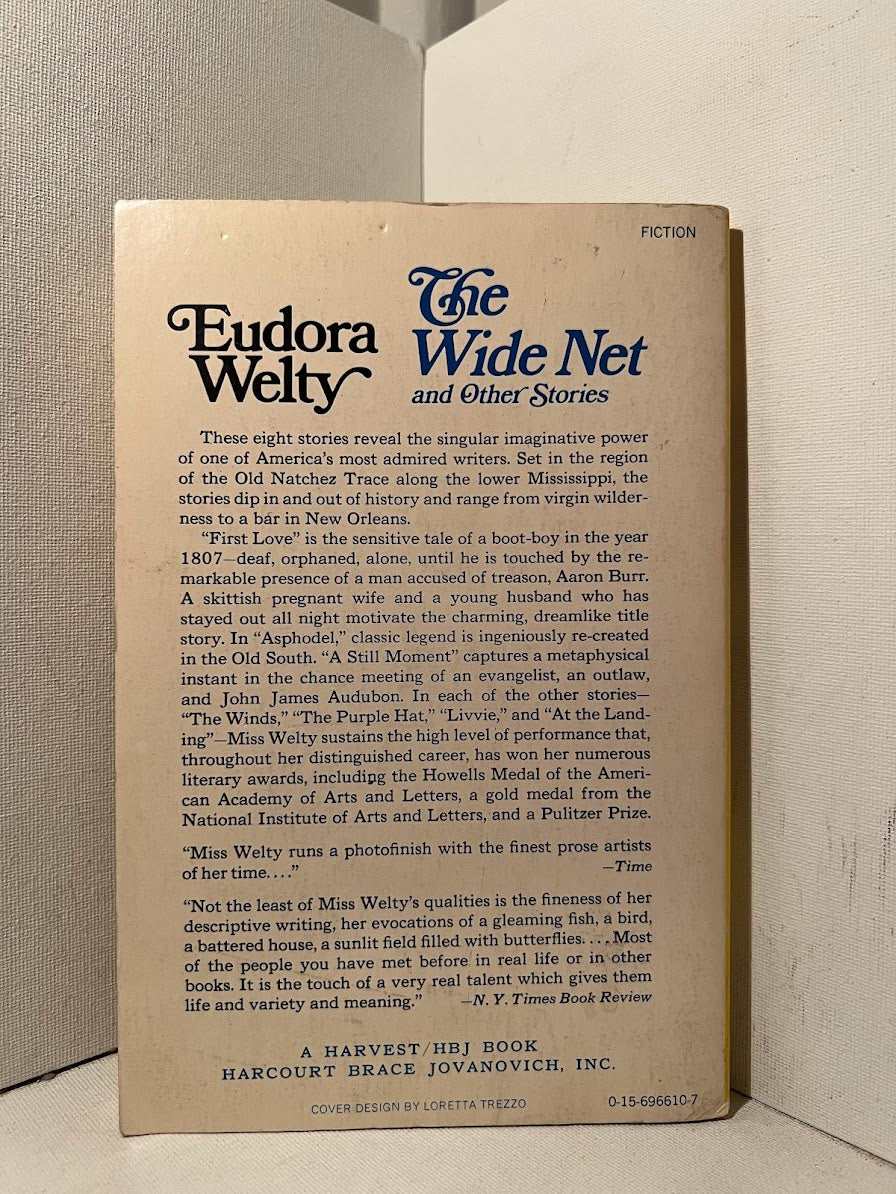 FICTION
Eudora
Welty
The
Wide Net
and Other Stories
These eight stories reveal the singular imaginative power
of one of America's most admired writers. Set in the region
of the Old Natchez Trace along the lower Mississippi, the
stories dip in and out of history and range from virgin wilder-
ness to a bar in New Orleans.
“First Love” is the sensitive tale of a boot-boy in the year
1807—deaf, orphaned, alone, until he is touched by the re-
markable presence of a man accused of treason, Aaron Burr.
A skittish pregnant wife and a young husband who has
stayed out all night motivate the charming, dreamlike title
story. In “Asphodel,” classic legend is ingeniously re-created
in the Old South. “A Still Moment” captures a metaphysical
instant in the chance meeting of an evangelist, an outlaw,
and John James Audubon. In each of the other stories—
“The Winds,” “The Purple Hat,” “Livvie,” and “At the Land-
ing”—Miss Welty sustains the high level of performance that,
throughout her distinguished career, has won her numerous
literary awards, including the Howells Medal of the Ameri-
can Academy of Arts and Letters, a gold medal from the
National Institute of Arts and Letters, and a Pulitzer Prize.
“Miss Welty runs a photofinish with the finest prose artists
of her time....” —Time
“Not the least of Miss Welty's qualities is the fineness of her
descriptive writing, her evocations of a gleaming fish, a bird,
a battered house, a sunlit field filled with butterflies....Most
of the people you have met before in real life or in other
books. It is the touch of a very real talent which gives them
life and variety and meaning.” —N. Y. Times Book Review
A HARVEST/HBJ BOOK
HARCOURT BRACE JOVANOVICH, INC.
COVER DESIGN BY LORETTA TREZZO
0-15-696610-7